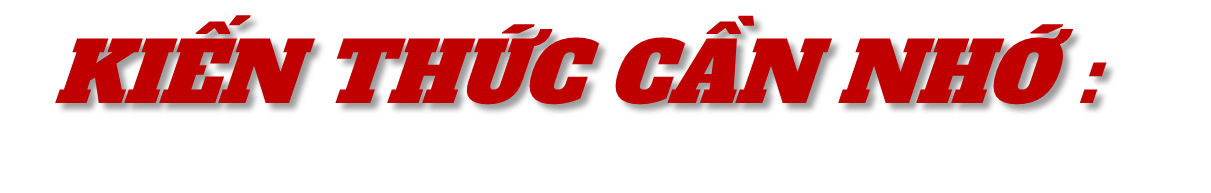 KIẾN THỨC CẦN NHỚ :